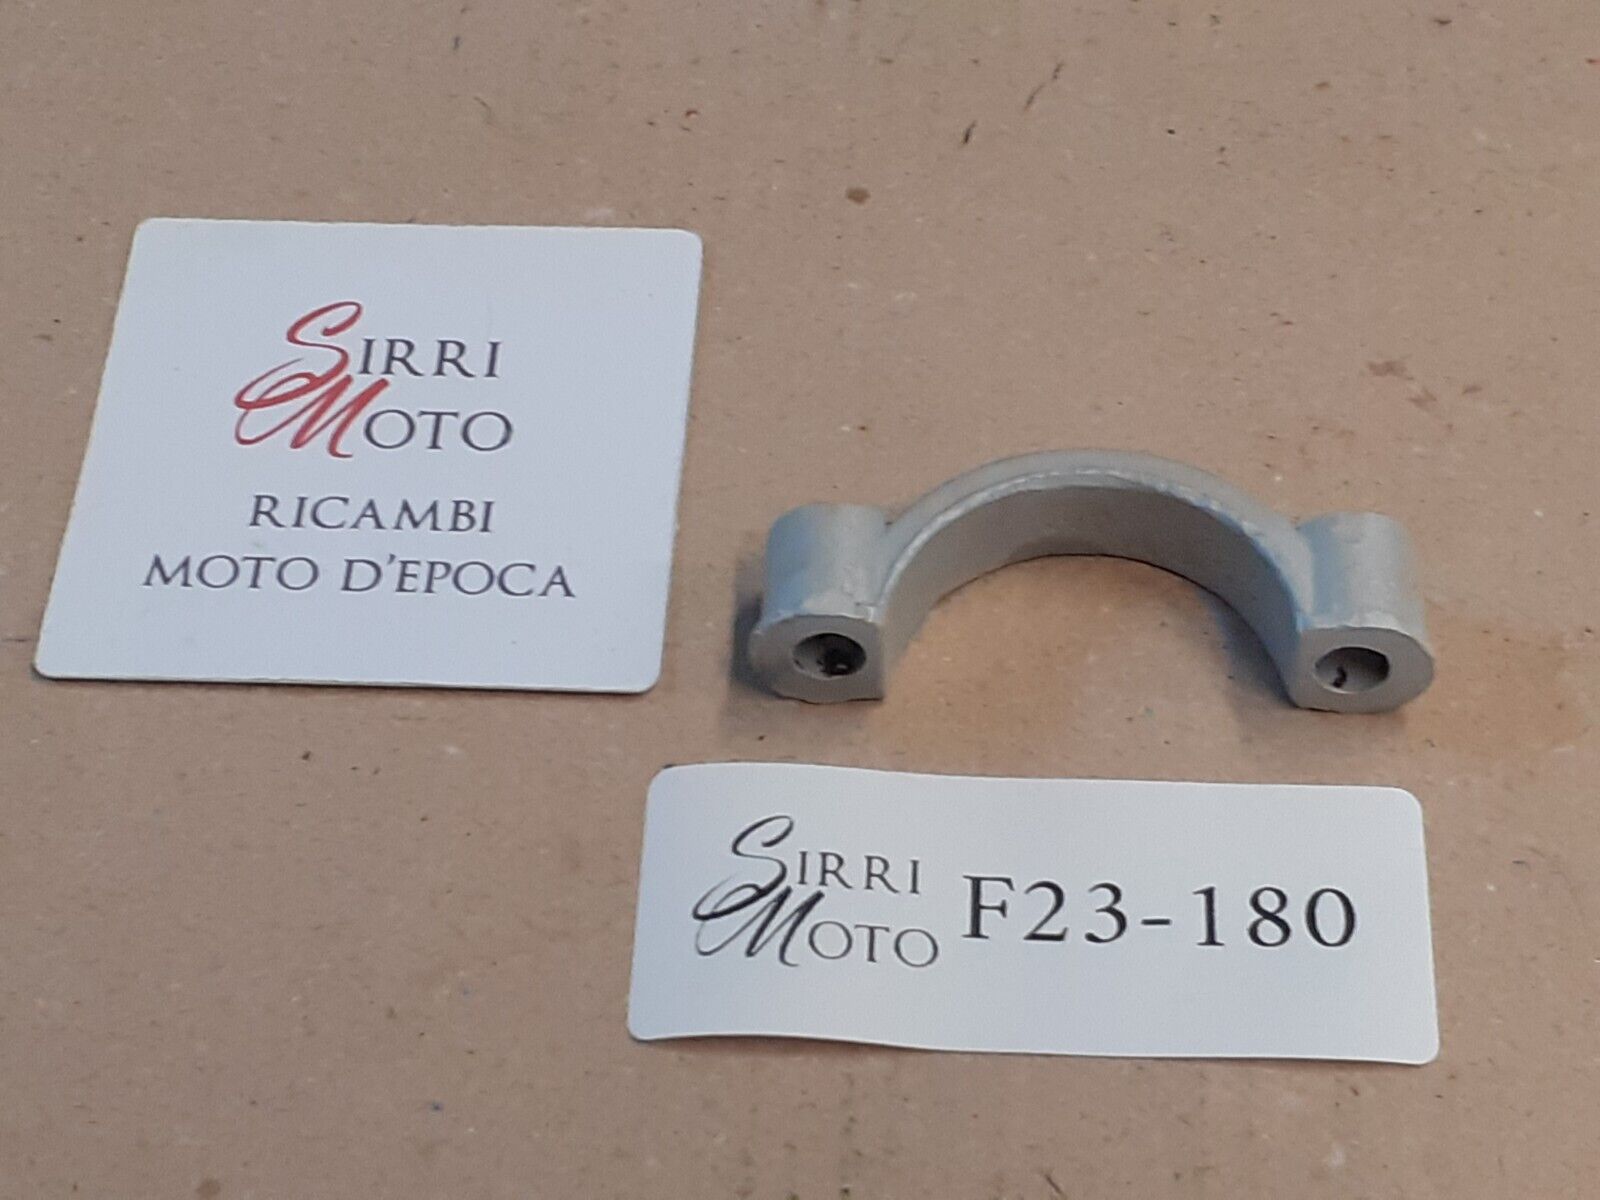 SIRRI
MOTO
RICAMBI
MOTO D'EPOCA
SIRRI
MOTO
F23-180